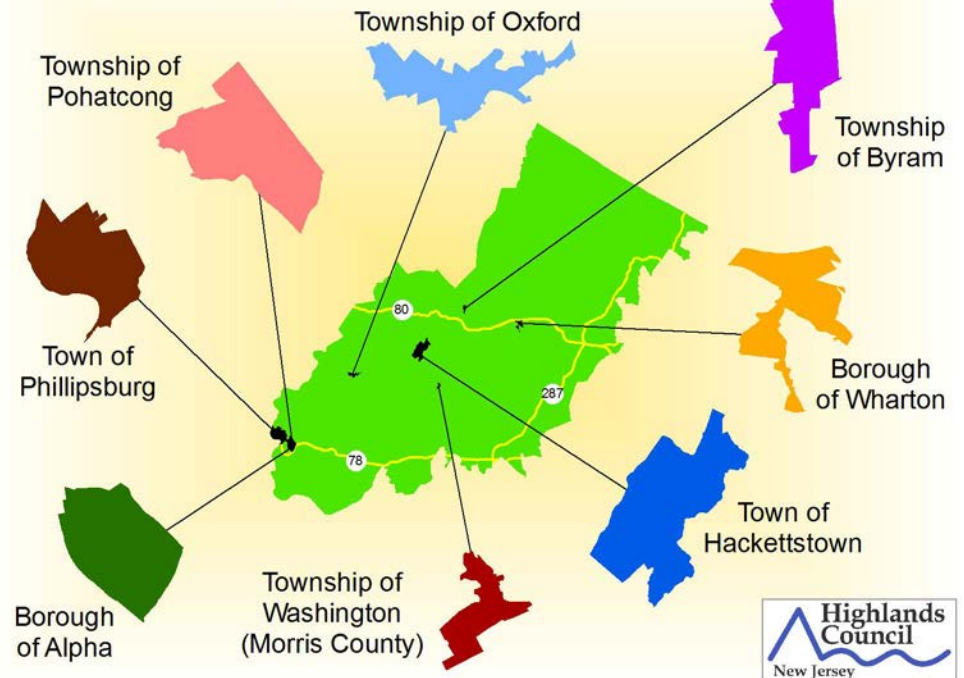 Township of Oxford
Township of
Pohatcong
Township
of Byram
80
Town of
Phillipsburg
Borough
of Wharton
287
78
Town of
Hackettstown
Township of
Washington
(Morris County)
Borough
of Alpha
Highlands
Council
New Jersey